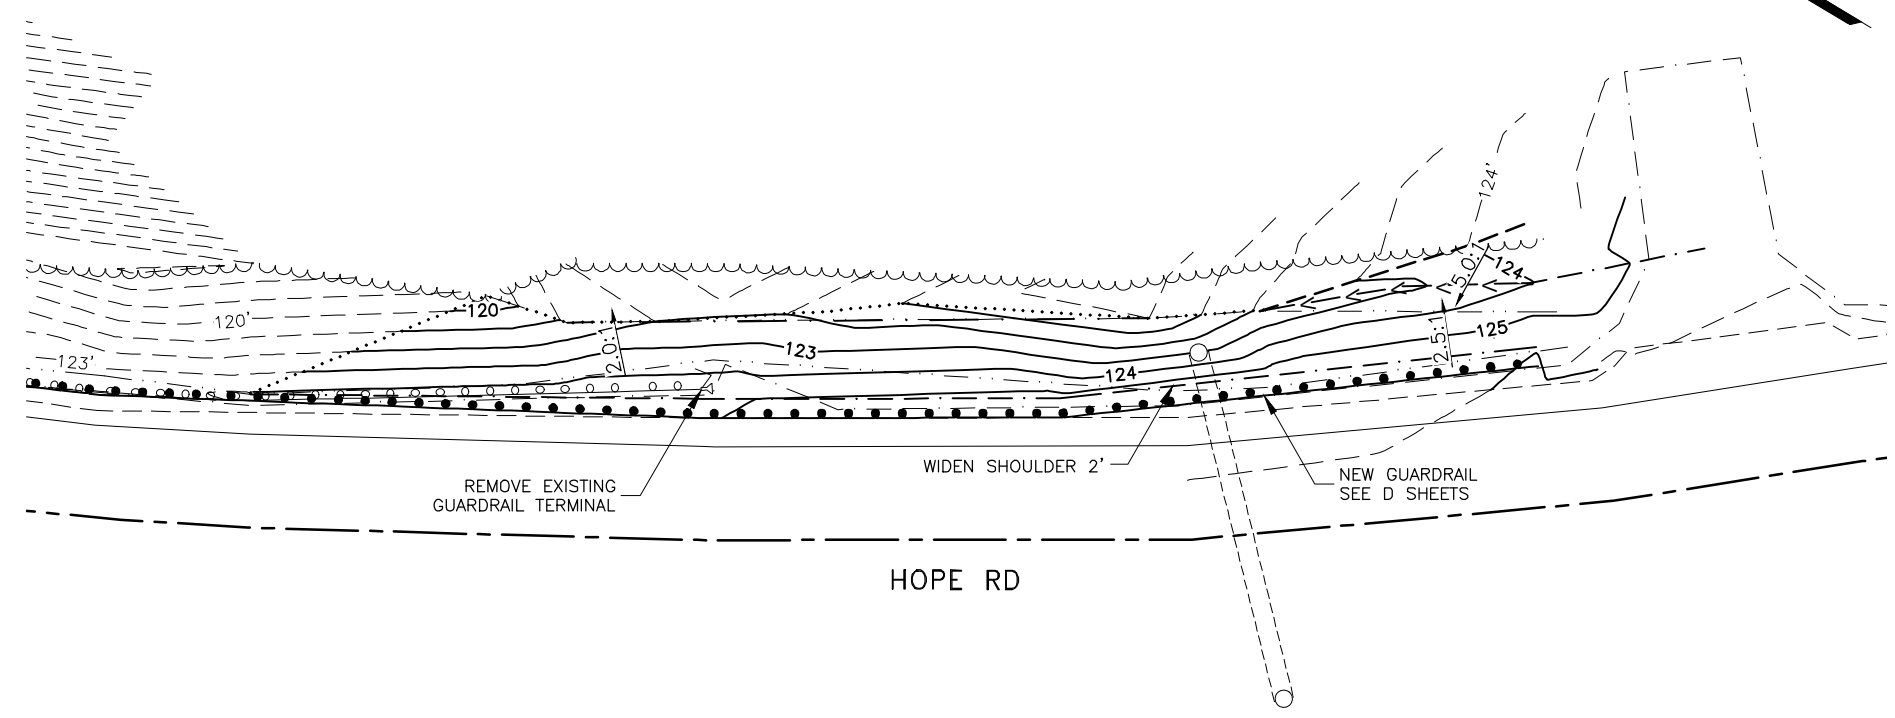 124'
120'
123'
120
2.0:1
123
124
5.0:1
124
2.5:1
125
WIDEN SHOULDER 2'
REMOVE EXISTING
GUARDRAIL TERMINAL
NEW GUARDRAIL
SEE D SHEETS
HOPE RD